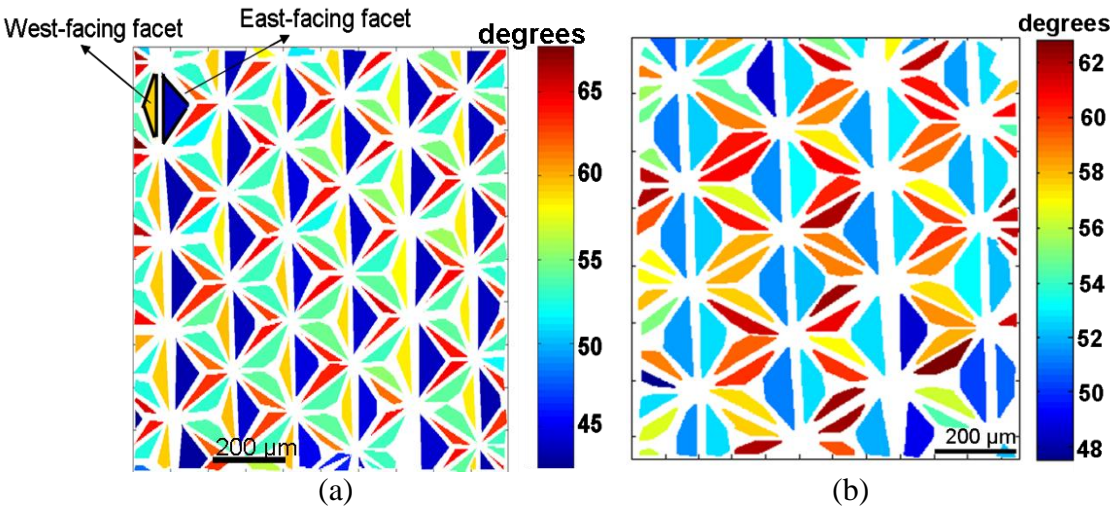 West-facing facet
East-facing facet
degrees
65
60
55
50
45
200 µm
(a)
degrees
62
60
58
56
54
52
50
48
200 µm
(b)